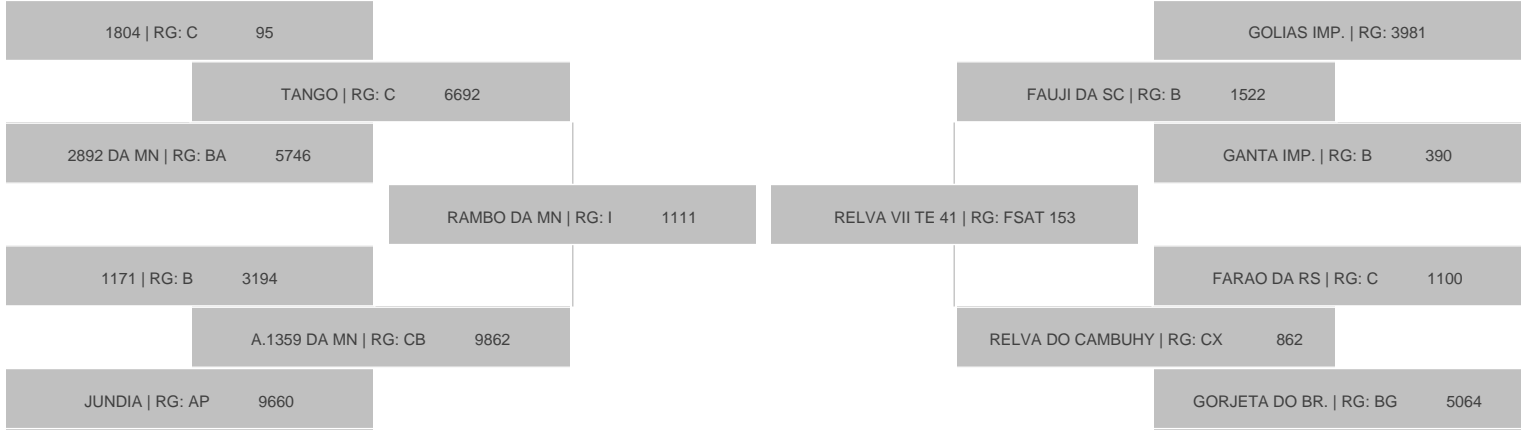 1804 | RG: C 95
GOLIAS IMP. | RG: 3981
TANGO | RG: C 6692
FAUJI DA SC | RG: B 1522
2892 DA MN | RG: BA 5746
GANTA IMP. | RG: B 390
RAMBO DA MN | RG: I 1111
RELVA VII TE 41 | RG: FSAT 153
1171 | RG: B 3194
FARAO DA RS | RG: C 1100
A.1359 DA MN | RG: CB 9862
RELVA DO CAMBUHY | RG: CX 862
JUNDIA | RG: AP 9660
GORJETA DO BR. | RG: BG 5064